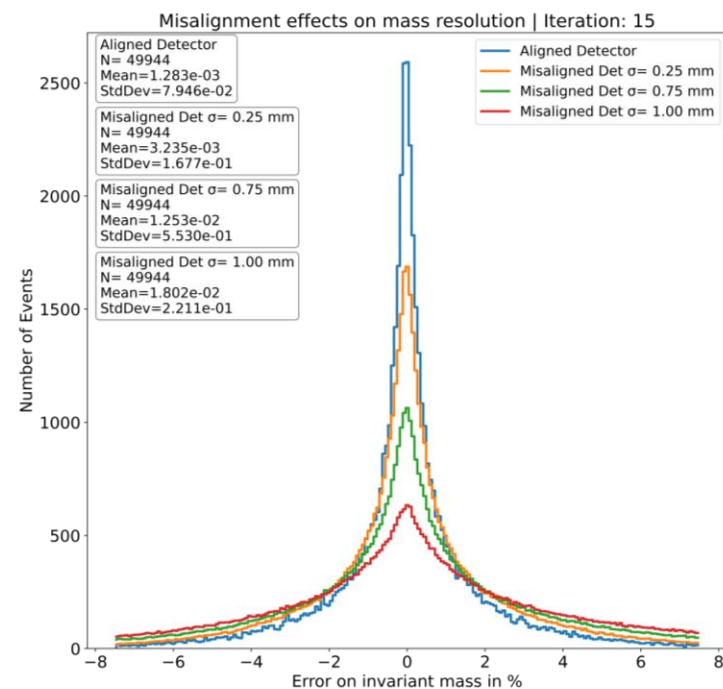 Misalignment effects on mass resolution | Iteration: 15
Aligned Detector
N= 49944
Mean=1.283e-03
StdDev=7.946e-02
Misaligned Det σ= 0.25 mm
N= 49944
Mean=3.235e-03
StdDev=1.677e-01
Misaligned Det σ= 0.75 mm
N= 49944
Mean=1.253e-02
StdDev=5.530e-01
Misaligned Det σ= 1.00 mm
N= 49944
Mean=1.802e-02
StdDev=2.211e-01
Aligned Detector
Misaligned Det σ= 0.25 mm
Misaligned Det σ= 0.75 mm
Misaligned Det σ= 1.00 mm
Number of Events
2500
2000
1500
1000
500
0
−8 −6 −4 −2 0 2 4 6 8
Error on invariant mass in %